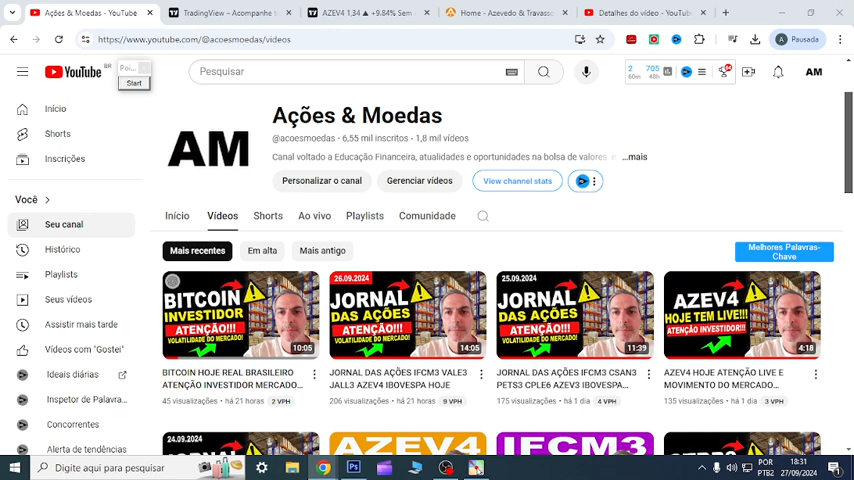 Ações & Moedas - YouTube
TradingView – Acompanhe t
AZEV4 1,34 ▲ +9.84% Sem
Home - Azevedo & Travass
Detalhes do vídeo - YouTub
https://www.youtube.com/@acoesmoedas/videos
Pausada
YouTube BR
Poi...
Start
Pesquisar
2 705
60m 48h
AM
Início
Shorts
Inscrições
Você
Seu canal
Histórico
Playlists
Seus vídeos
Assistir mais tarde
Vídeos com "Gostei"
Ideais diárias
Inspetor de Palavra...
Concorrentes
Alerta de tendências
AM
Ações & Moedas
@acoesmoedas · 6,55 mil inscritos · 1,8 mil vídeos
Canal voltado a Educação Financeira, atualidades e oportunidades na bolsa de valores e ...mais
Personalizar o canal
Gerenciar vídeos
View channel stats
Início Vídeos Shorts Ao vivo Playlists Comunidade
Mais recentes Em alta Mais antigo
Melhores Palavras-Chave
BITCOIN
INVESTIDOR
ATENÇÃO!!!
VOLATILIDADE DO MERCADO!
10:05
BITCOIN HOJE REAL BRASILEIRO
ATENÇÃO INVESTIDOR MERCADO...
45 visualizações · há 21 horas 2 VPH
26.09.2024
JORNAL
DAS AÇÕES
ATENÇÃO!!!
VOLATILIDADE DO MERCADO!
14:05
JORNAL DAS AÇÕES IFCM3 VALE3
JALL3 AZEV4 IBOVESPA HOJE
206 visualizações · há 21 horas 9 VPH
25.09.2024
JORNAL
DAS AÇÕES
ATENÇÃO!!!
VOLATILIDADE DO MERCADO!
11:39
JORNAL DAS AÇÕES IFCM3 CSAN3
PETS3 CPLE6 AZEV3 IBOVESPA...
175 visualizações · há 1 dia 4 VPH
AZEV4
HOJE TEM LIVE!!!
ATENÇÃO INVESTIDOR!
4:18
AZEV4 HOJE ATENÇÃO LIVE E
MOVIMENTO DO MERCADO...
135 visualizações · há 1 dia 3 VPH
24.09.2024
AZEV4
IFCM3
Digite aqui para pesquisar
POR
PTB2
18:31
27/09/2024